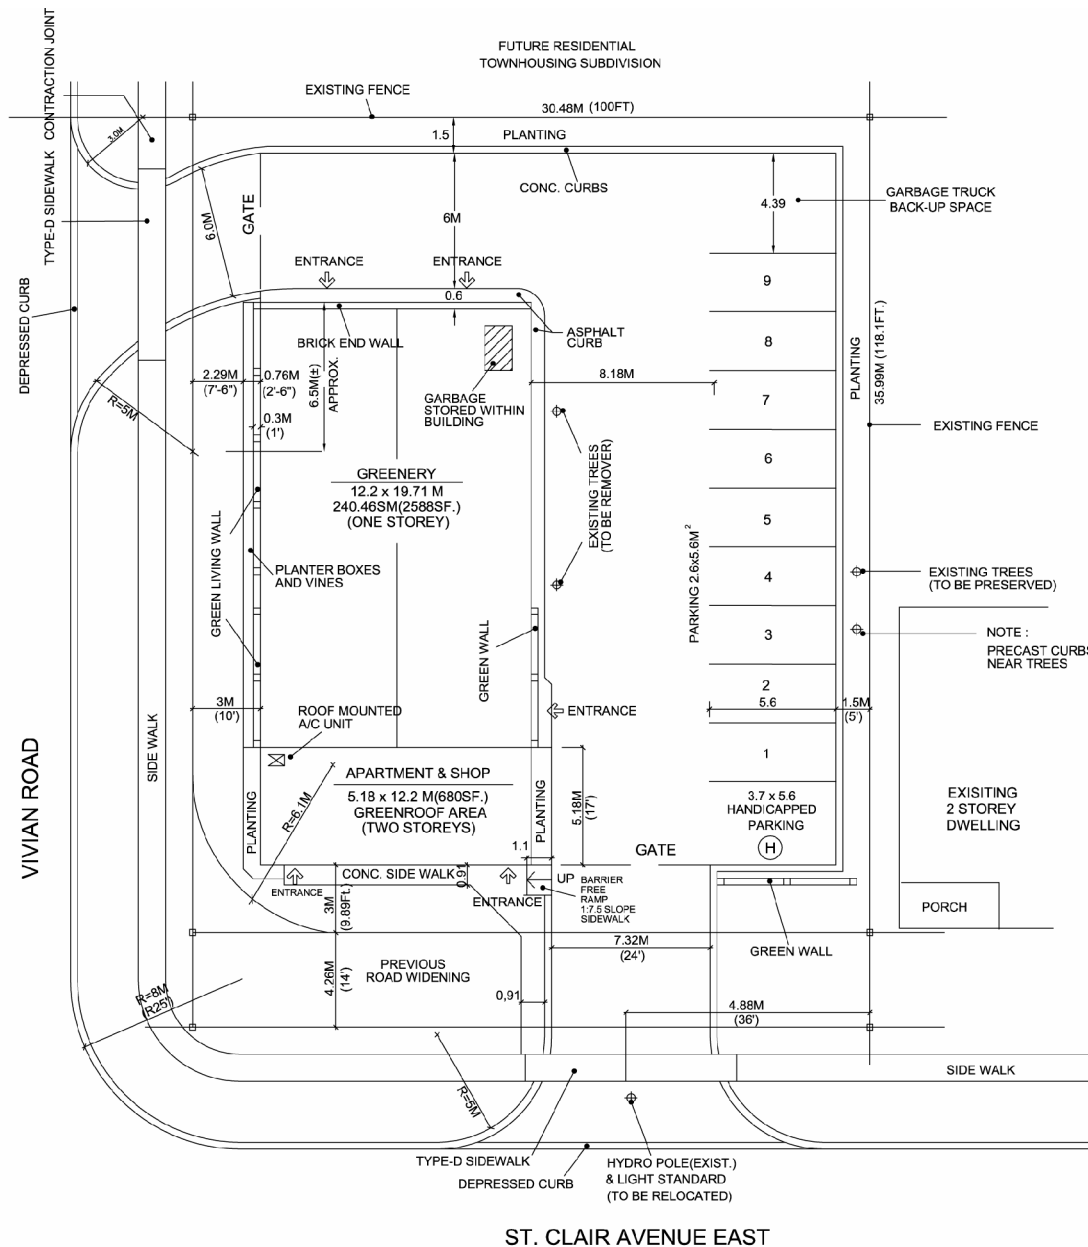 FUTURE RESIDENTIAL
TOWNHOUSING SUBDIVISION
EXISTING FENCE
30.48M (100FT)
CONTRACTION JOINT
TYPE-D SIDEWALK
3.0M
1.5
PLANTING
CONC. CURBS
GATE
6.0M
6M
4.39
GARBAGE TRUCK
BACK-UP SPACE
DEPRESSED CURB
ENTRANCE
ENTRANCE
0.6
9
BRICK END WALL
ASPHALT
CURB
8
35.99M (118.1FT.)
PLANTING
2.29M
(7'-6")
0.76M
(2'-6")
6.5M(±)
APPROX.
8.18M
R=5M
0.3M
(1')
GARBAGE
STORED WITHIN
BUILDING
7
EXISTING FENCE
GREENERY
12.2 x 19.71 M
240.46SM(2588SF.)
(ONE STOREY)
EXISTING TREES
(TO BE REMOVER)
6
5
PARKING 2.6x5.6M²
GREEN LIVING WALL
PLANTER BOXES
AND VINES
4
EXISTING TREES
(TO BE PRESERVED)
3
NOTE :
PRECAST CURBS
NEAR TREES
GREEN WALL
2
5.6
1.5M
(5')
3M
(10')
ROOF MOUNTED
A/C UNIT
ENTRANCE
SIDE WALK
VIVIAN ROAD
1
APARTMENT & SHOP
5.18 x 12.2 M(680SF.)
GREENROOF AREA
(TWO STOREYS)
R=6.1M
PLANTING
PLANTING
5.18M
(17')
3.7 x 5.6
HANDICAPPED
PARKING
H
EXISITING
2 STOREY
DWELLING
1.1
GATE
CONC. SIDE WALK
0.91
ENTRANCE
ENTRANCE
UP
BARRIER
FREE
RAMP
1:7.5 SLOPE
SIDEWALK
3M
(9.89Ft.)
PORCH
GREEN WALL
7.32M
(24')
PREVIOUS
ROAD WIDENING
4.26M
(14')
R=8M
(R25')
0,91
4.88M
(36')
SIDE WALK
R=5M
TYPE-D SIDEWALK
DEPRESSED CURB
HYDRO POLE(EXIST.)
& LIGHT STANDARD
(TO BE RELOCATED)
ST. CLAIR AVENUE EAST